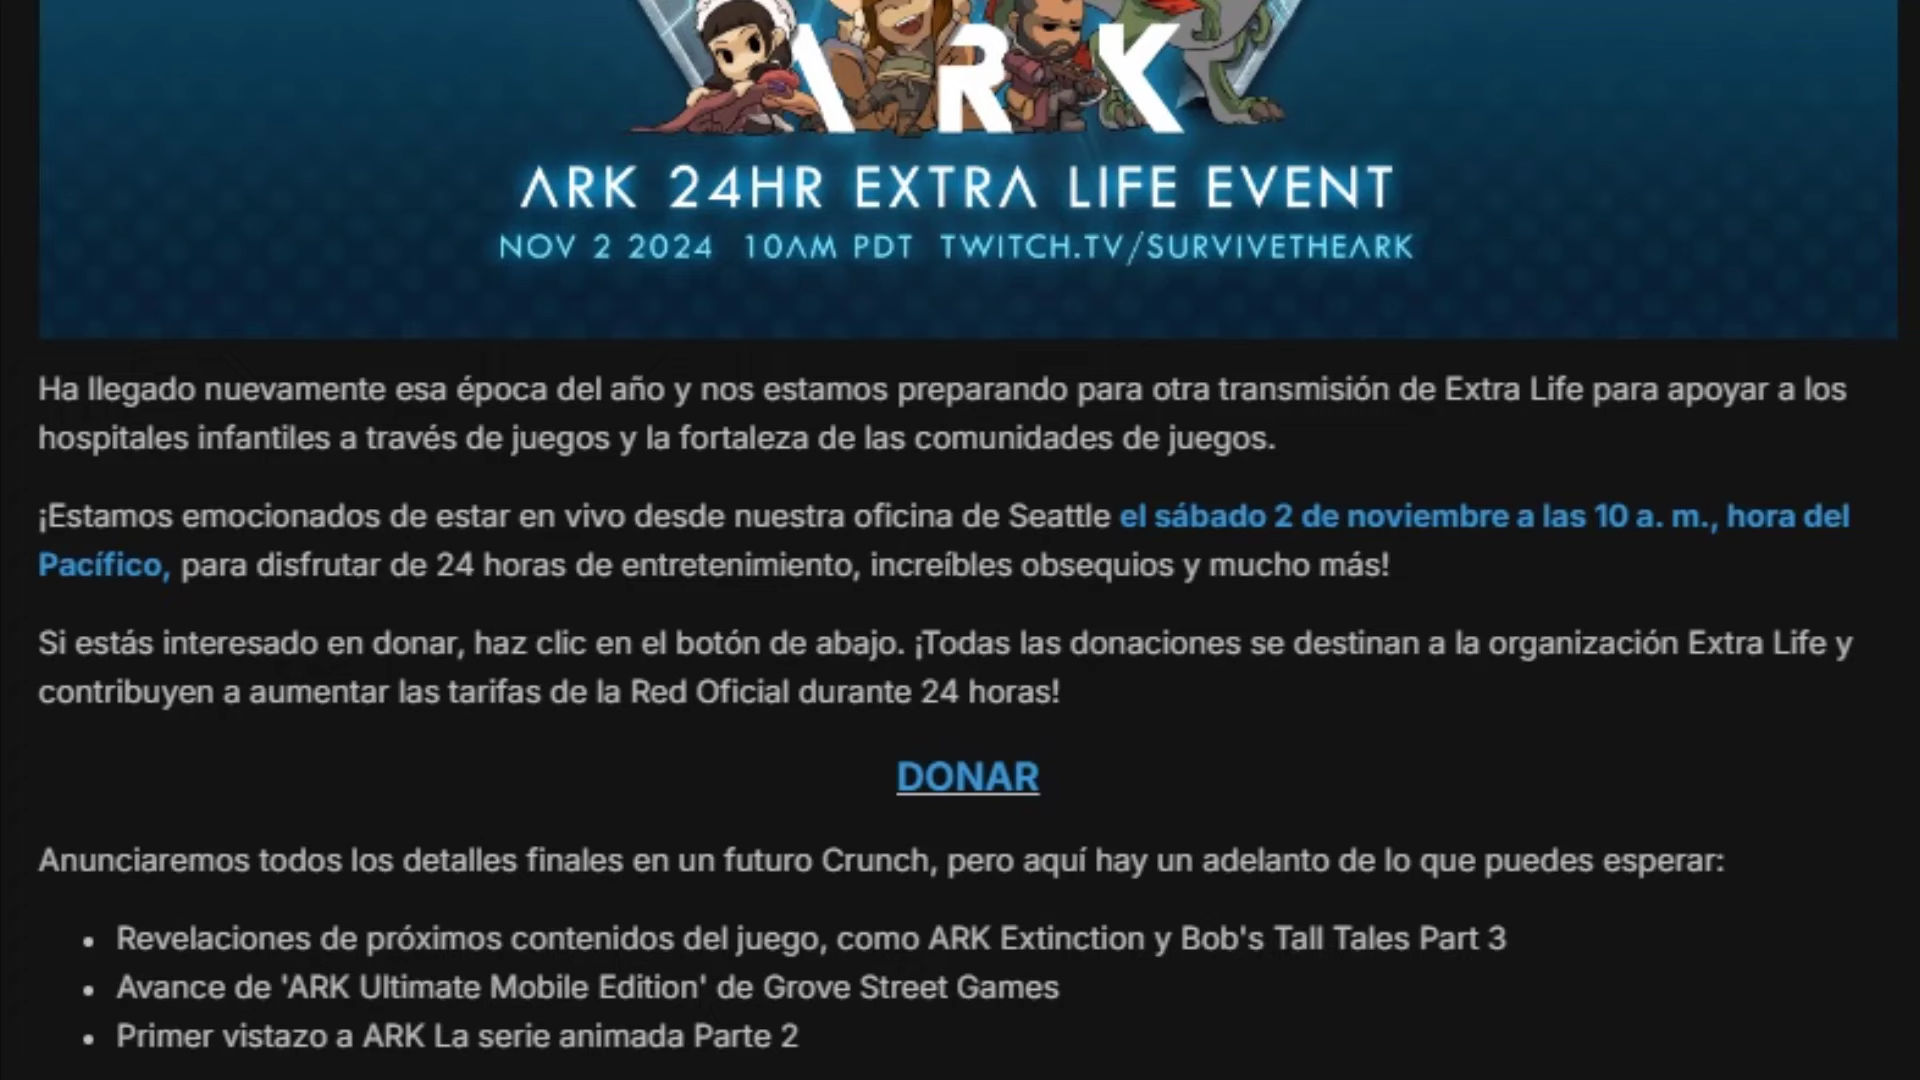 ARK
ARK 24HR EXTRA LIFE EVENT
NOV 2 2024 10AM PDT TWITCH.TV/SURVIVETHEARK
Ha llegado nuevamente esa época del año y nos estamos preparando para otra transmisión de Extra Life para apoyar a los
hospitales infantiles a través de juegos y la fortaleza de las comunidades de juegos.
¡Estamos emocionados de estar en vivo desde nuestra oficina de Seattle el sábado 2 de noviembre a las 10 a. m., hora del
Pacífico, para disfrutar de 24 horas de entretenimiento, increíbles obsequios y mucho más!
Si estás interesado en donar, haz clic en el botón de abajo. ¡Todas las donaciones se destinan a la organización Extra Life y
contribuyen a aumentar las tarifas de la Red Oficial durante 24 horas!
DONAR
Anunciaremos todos los detalles finales en un futuro Crunch, pero aquí hay un adelanto de lo que puedes esperar:
• Revelaciones de próximos contenidos del juego, como ARK Extinction y Bob's Tall Tales Part 3
• Avance de 'ARK Ultimate Mobile Edition' de Grove Street Games
• Primer vistazo a ARK La serie animada Parte 2